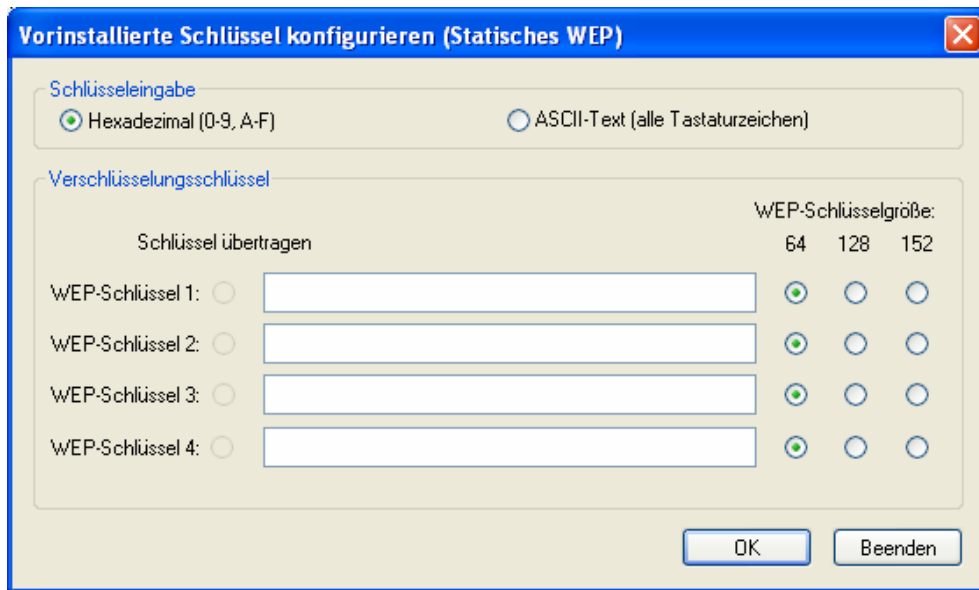 Vorinstallierte Schlüssel konfigurieren (Statisches WEP)
Schlüsseleingabe
Hexadezimal (0-9, A-F) ASCII-Text (alle Tastaturzeichen)
Verschlüsselungsschlüssel
WEP-Schlüsselgröße:
Schlüssel übertragen 64 128 152
WEP-Schlüssel 1:
WEP-Schlüssel 2:
WEP-Schlüssel 3:
WEP-Schlüssel 4:
OK Beenden